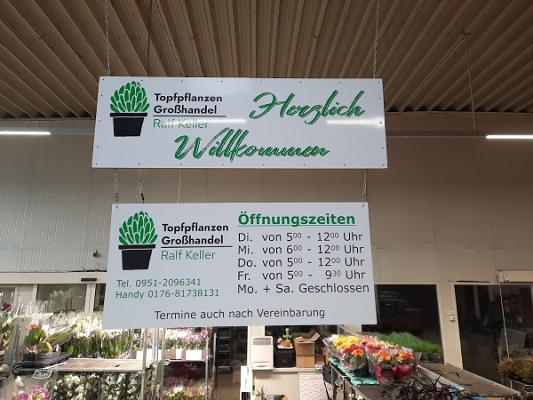 Topfpflanzen
Großhandel
Ralf Keller
Herzlich
Willkommen
Topfpflanzen
Großhandel
Ralf Keller
Tel. 0951-2096341
Handy 0176-81738131
Öffnungszeiten
Di. von 5⁰⁰ - 12⁰⁰ Uhr
Mi. von 6⁰⁰ - 12⁰⁰ Uhr
Do. von 5⁰⁰ - 12⁰⁰ Uhr
Fr. von 5⁰⁰ - 9³⁰ Uhr
Mo. + Sa. Geschlossen
Termine auch nach Vereinbarung